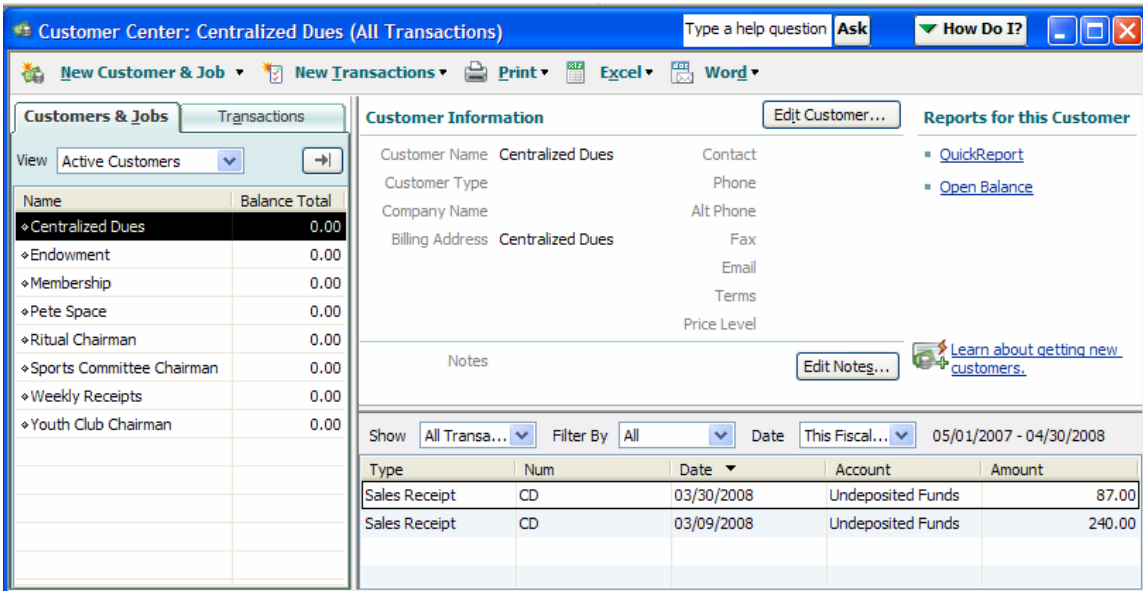 Customer Center: Centralized Dues (All Transactions)
Type a help question Ask
How Do I?
New Customer & Job
New Transactions
Print
Excel
Word
Customers & Jobs
Transactions
View Active Customers
Name Balance Total
Centralized Dues 0.00
Endowment 0.00
Membership 0.00
Pete Space 0.00
Ritual Chairman 0.00
Sports Committee Chairman 0.00
Weekly Receipts 0.00
Youth Club Chairman 0.00
Customer Information
Edit Customer...
Customer Name Centralized Dues
Customer Type
Company Name
Billing Address Centralized Dues
Contact
Phone
Alt Phone
Fax
Email
Terms
Price Level
Notes
Edit Notes...
Reports for this Customer
QuickReport
Open Balance
Learn about getting new
customers.
Show All Transa... Filter By All Date This Fiscal... 05/01/2007 - 04/30/2008
Type Num Date Account Amount
Sales Receipt CD 03/30/2008 Undeposited Funds 87.00
Sales Receipt CD 03/09/2008 Undeposited Funds 240.00